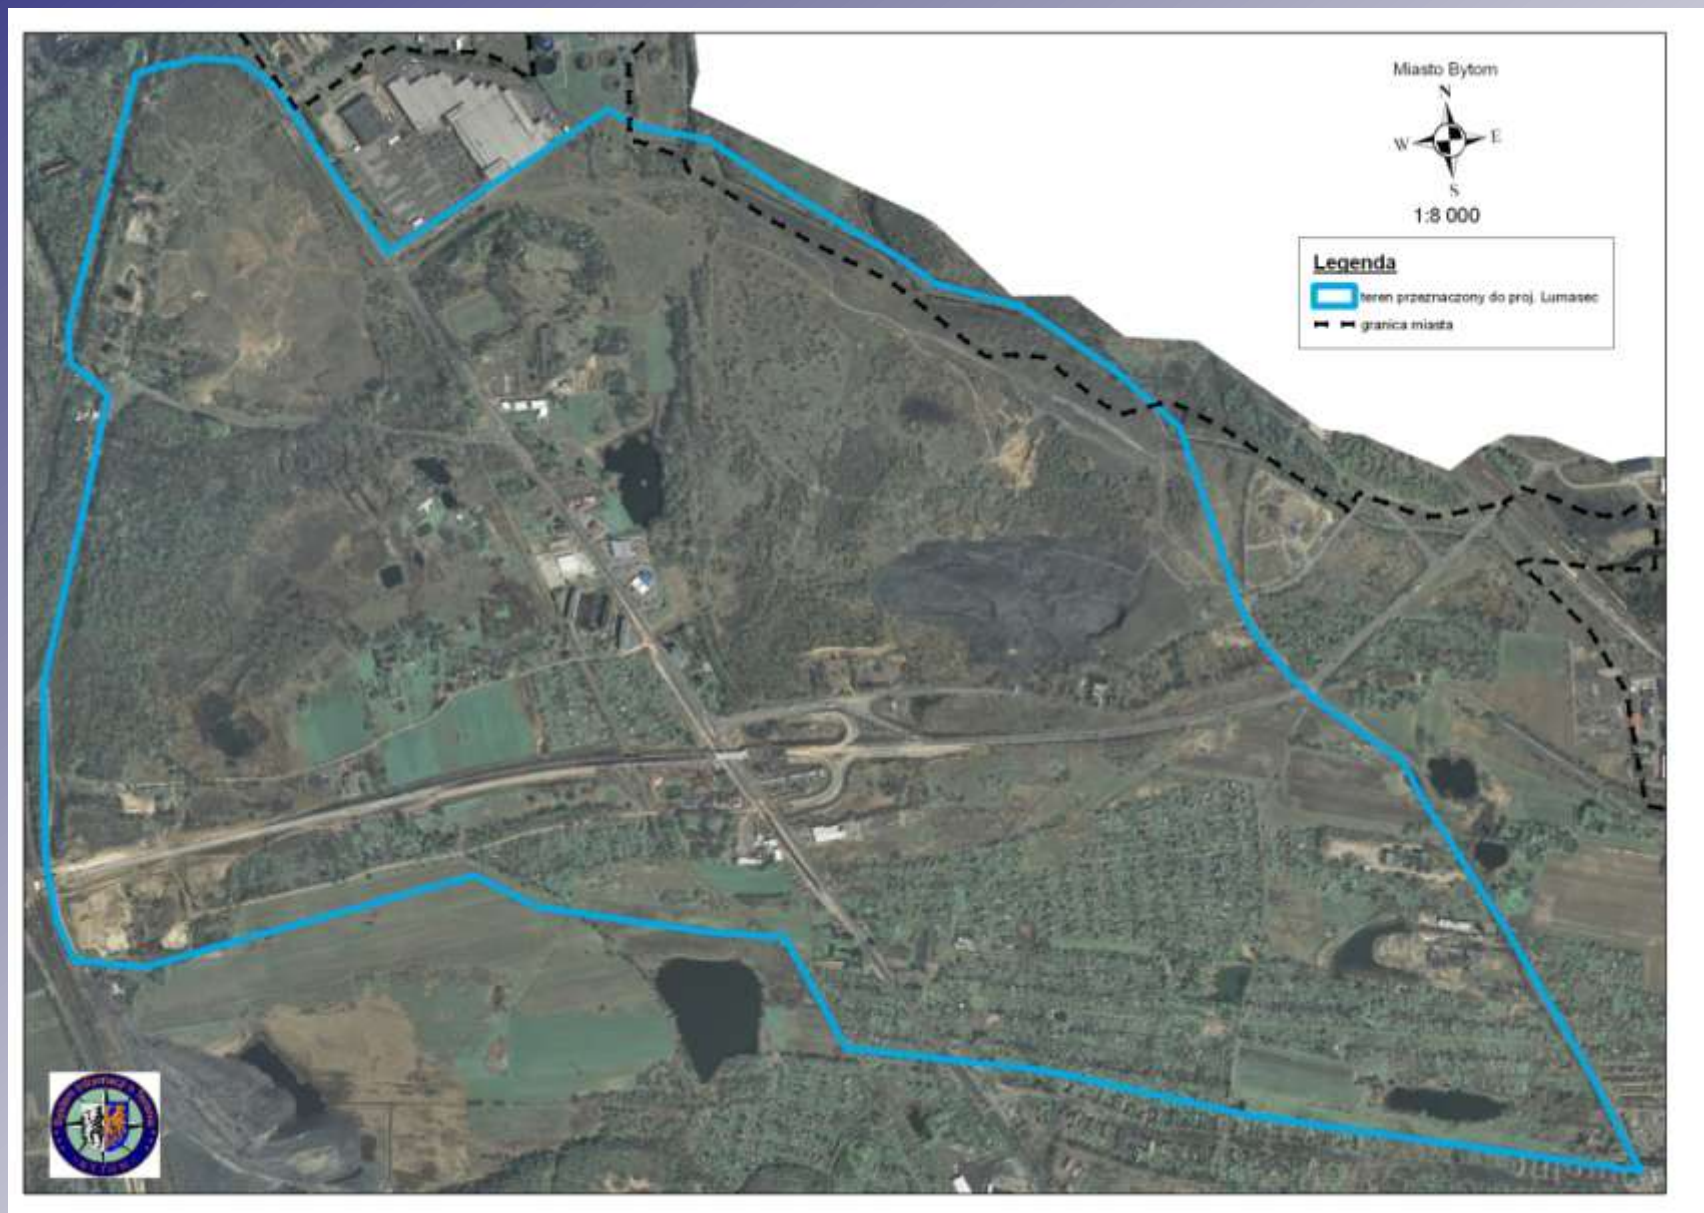 Miasto Bytom
N
W E
S
1:8 000
Legenda
teren przeznaczony do proj. Lumasec
granica miasta